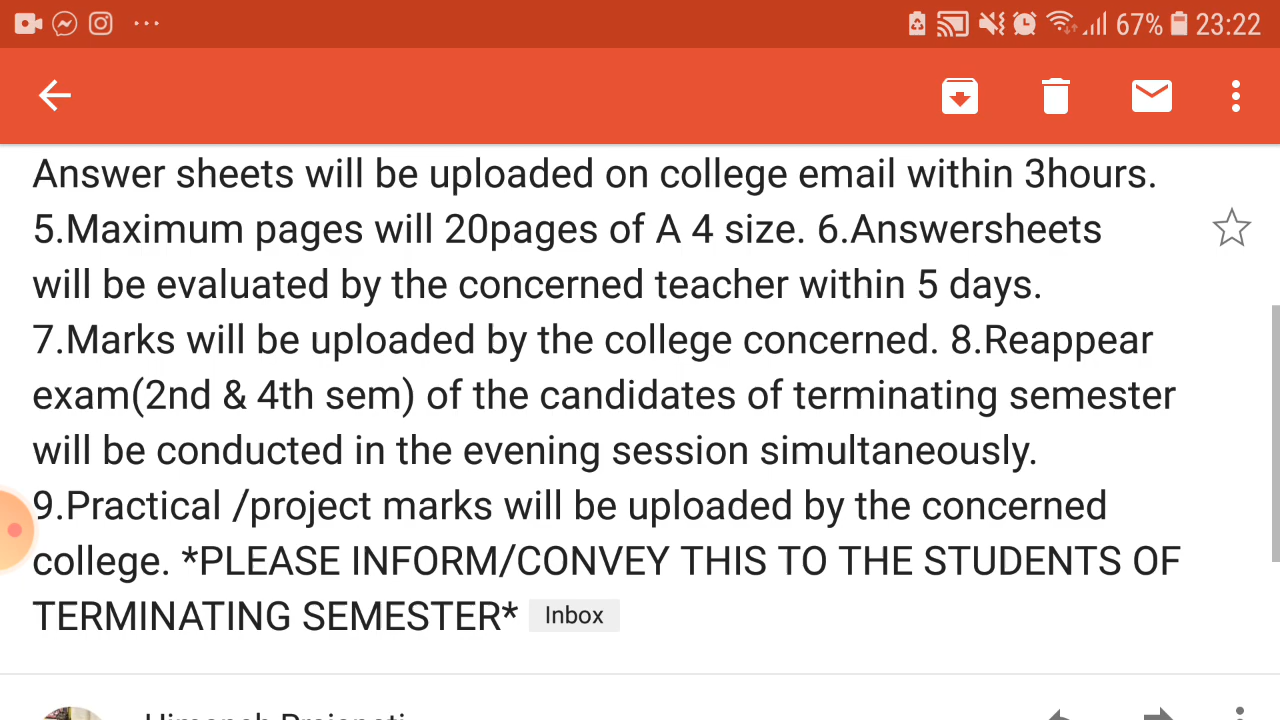 67% 23:22
Answer sheets will be uploaded on college email within 3hours.
5.Maximum pages will 20pages of A 4 size. 6.Answersheets
will be evaluated by the concerned teacher within 5 days.
7.Marks will be uploaded by the college concerned. 8.Reappear
exam(2nd & 4th sem) of the candidates of terminating semester
will be conducted in the evening session simultaneously.
9.Practical /project marks will be uploaded by the concerned
college. *PLEASE INFORM/CONVEY THIS TO THE STUDENTS OF
TERMINATING SEMESTER* Inbox